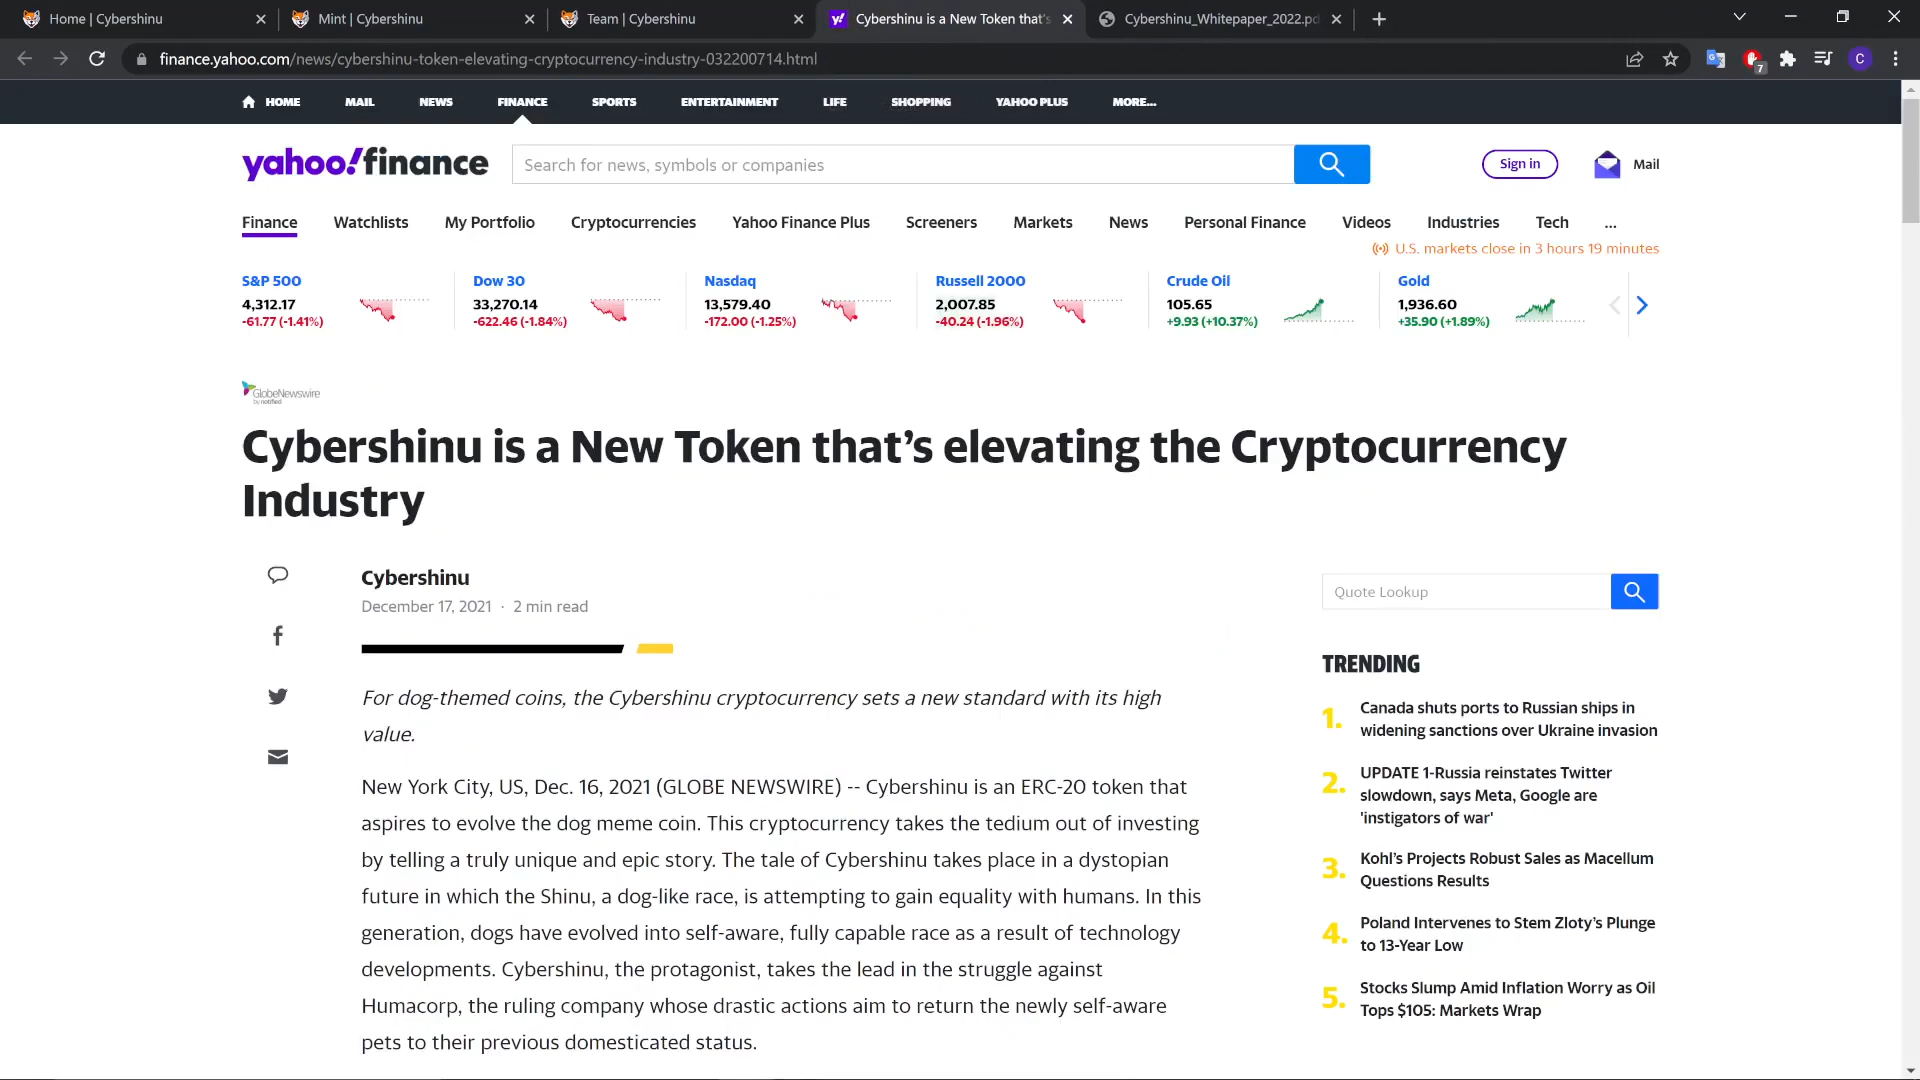 Home | Cybershinu
Mint | Cybershinu
Team | Cybershinu
Cybershinu is a New Token that's
Cybershinu_Whitepaper_2022.pd
finance.yahoo.com/news/cybershinu-token-elevating-cryptocurrency-industry-032200714.html
7
C
HOME MAIL NEWS FINANCE SPORTS ENTERTAINMENT LIFE SHOPPING YAHOO PLUS MORE...
yahoo!finance
Search for news, symbols or companies
Sign in
Mail
Finance Watchlists My Portfolio Cryptocurrencies Yahoo Finance Plus Screeners Markets News Personal Finance Videos Industries Tech ...
U.S. markets close in 3 hours 19 minutes
S&P 500
4,312.17
-61.77 (-1.41%)
Dow 30
33,270.14
-622.46 (-1.84%)
Nasdaq
13,579.40
-172.00 (-1.25%)
Russell 2000
2,007.85
-40.24 (-1.96%)
Crude Oil
105.65
+9.93 (+10.37%)
Gold
1,936.60
+35.90 (+1.89%)
GlobeNewswire
by notified
Cybershinu is a New Token that’s elevating the Cryptocurrency
Industry
Cybershinu
December 17, 2021 · 2 min read
For dog-themed coins, the Cybershinu cryptocurrency sets a new standard with its high
value.
New York City, US, Dec. 16, 2021 (GLOBE NEWSWIRE) -- Cybershinu is an ERC-20 token that
aspires to evolve the dog meme coin. This cryptocurrency takes the tedium out of investing
by telling a truly unique and epic story. The tale of Cybershinu takes place in a dystopian
future in which the Shinu, a dog-like race, is attempting to gain equality with humans. In this
generation, dogs have evolved into self-aware, fully capable race as a result of technology
developments. Cybershinu, the protagonist, takes the lead in the struggle against
Humacorp, the ruling company whose drastic actions aim to return the newly self-aware
pets to their previous domesticated status.
Quote Lookup
TRENDING
1. Canada shuts ports to Russian ships in
widening sanctions over Ukraine invasion
2. UPDATE 1-Russia reinstates Twitter
slowdown, says Meta, Google are
'instigators of war'
3. Kohl’s Projects Robust Sales as Macellum
Questions Results
4. Poland Intervenes to Stem Zloty’s Plunge
to 13-Year Low
5. Stocks Slump Amid Inflation Worry as Oil
Tops $105: Markets Wrap